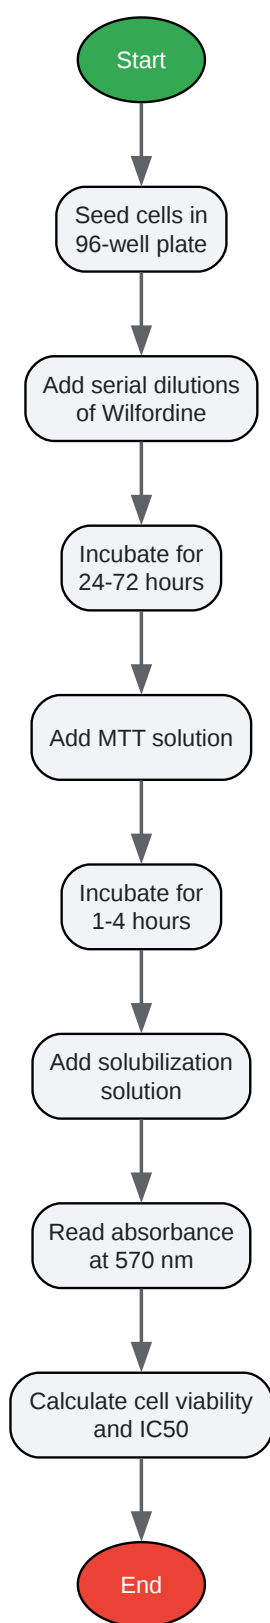 Start
Seed cells in
96-well plate
Add serial dilutions
of Wilfordine
Incubate for
24-72 hours
Add MTT solution
Incubate for
1-4 hours
Add solubilization
solution
Read absorbance
at 570 nm
Calculate cell viability
and IC50
End